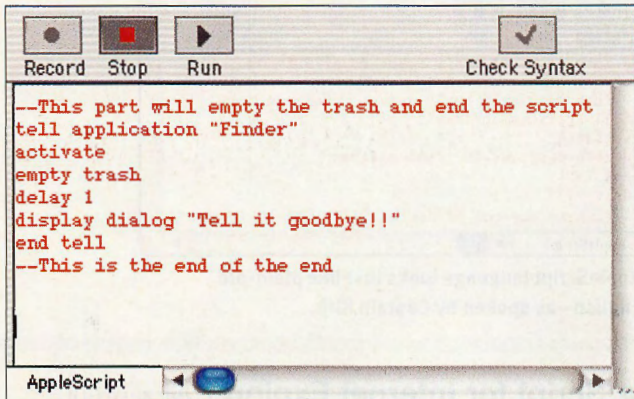 Record Stop Run Check Syntax
--This part will empty the trash and end the script
tell application "Finder"
activate
empty trash
delay 1
display dialog "Tell it goodbye!!"
end tell
--This is the end of the end
AppleScript